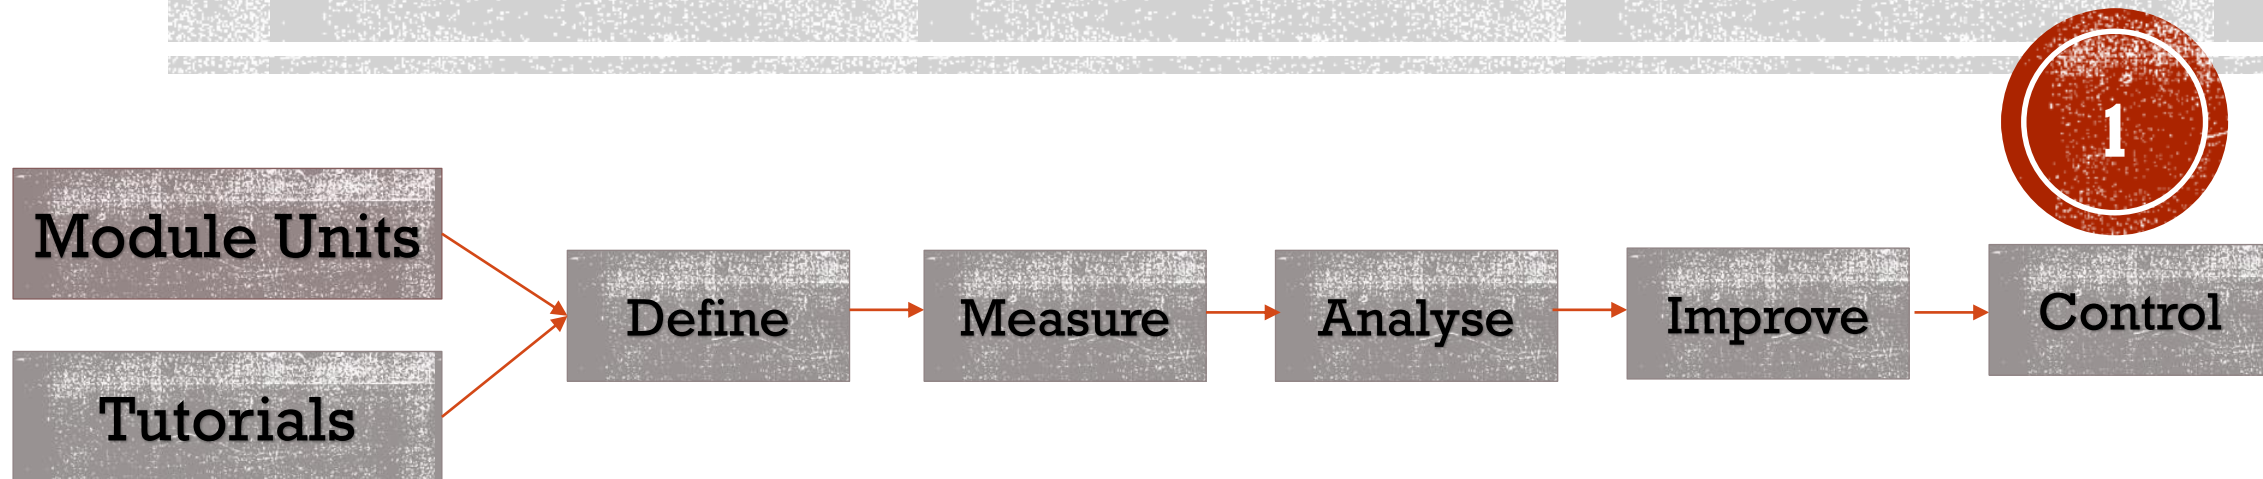 1
Module Units
Tutorials
Define
Measure
Analyse
Improve
Control